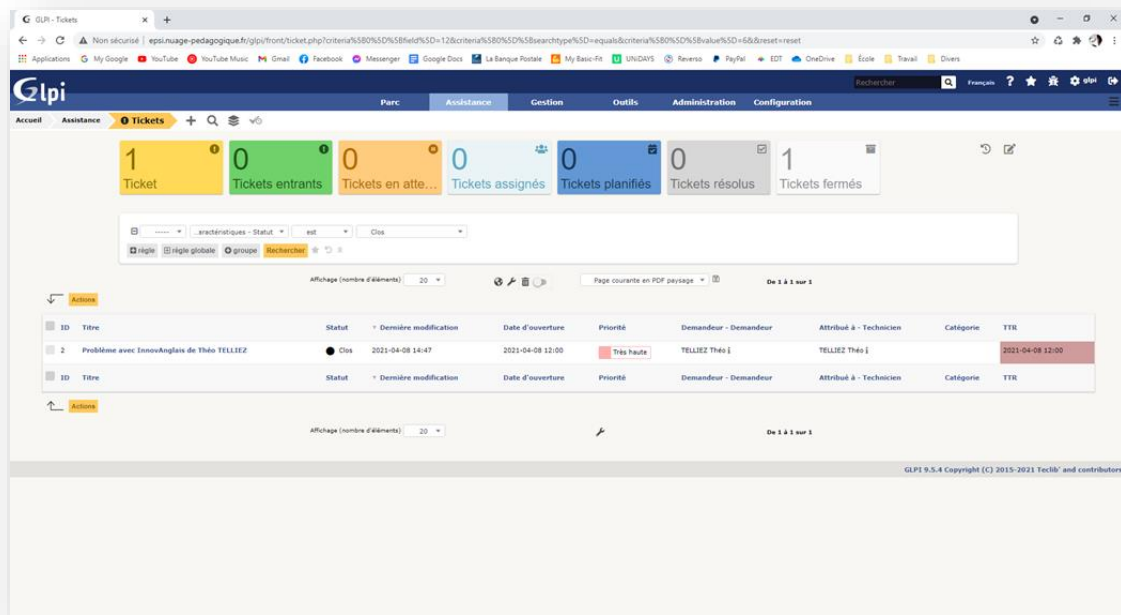 GLPI - Tickets
Non sécurisé | epsi.nuage-pedagogique.fr/glpi/front/ticket.php?criteria%5B0%5D%5Bfield%5D=12&criteria%5B0%5D%5Bsearchtype%5D=equals&criteria%5B0%5D%5Bvalue%5D=6&reset=reset
Applications My Google YouTube YouTube Music Gmail Facebook Messenger Google Docs La Banque Postale My Basic-Fit UNiDAYS Reverso PayPal EDT OneDrive École Travail Divers
Glpi
Rechercher Français ? glpi
Parc Assistance Gestion Outils Administration Configuration
Accueil Assistance Tickets
1 0 0 0 0 0 1
Ticket Tickets entrants Tickets en atte... Tickets assignés Tickets planifiés Tickets résolus Tickets fermés
----- ...aractéristiques - Statut est Clos
règle règle globale groupe Rechercher
Affichage (nombre d'éléments) 20 Page courante en PDF paysage De 1 à 1 sur 1
Actions
ID Titre Statut Dernière modification Date d'ouverture Priorité Demandeur - Demandeur Attribué à - Technicien Catégorie TTR
2 Problème avec InnovAnglais de Théo TELLIEZ Clos 2021-04-08 14:47 2021-04-08 12:00 Très haute TELLIEZ Théo TELLIEZ Théo 2021-04-08 12:00
ID Titre Statut Dernière modification Date d'ouverture Priorité Demandeur - Demandeur Attribué à - Technicien Catégorie TTR
Actions
Affichage (nombre d'éléments) 20 De 1 à 1 sur 1
GLPI 9.5.4 Copyright (C) 2015-2021 Teclib' and contributors